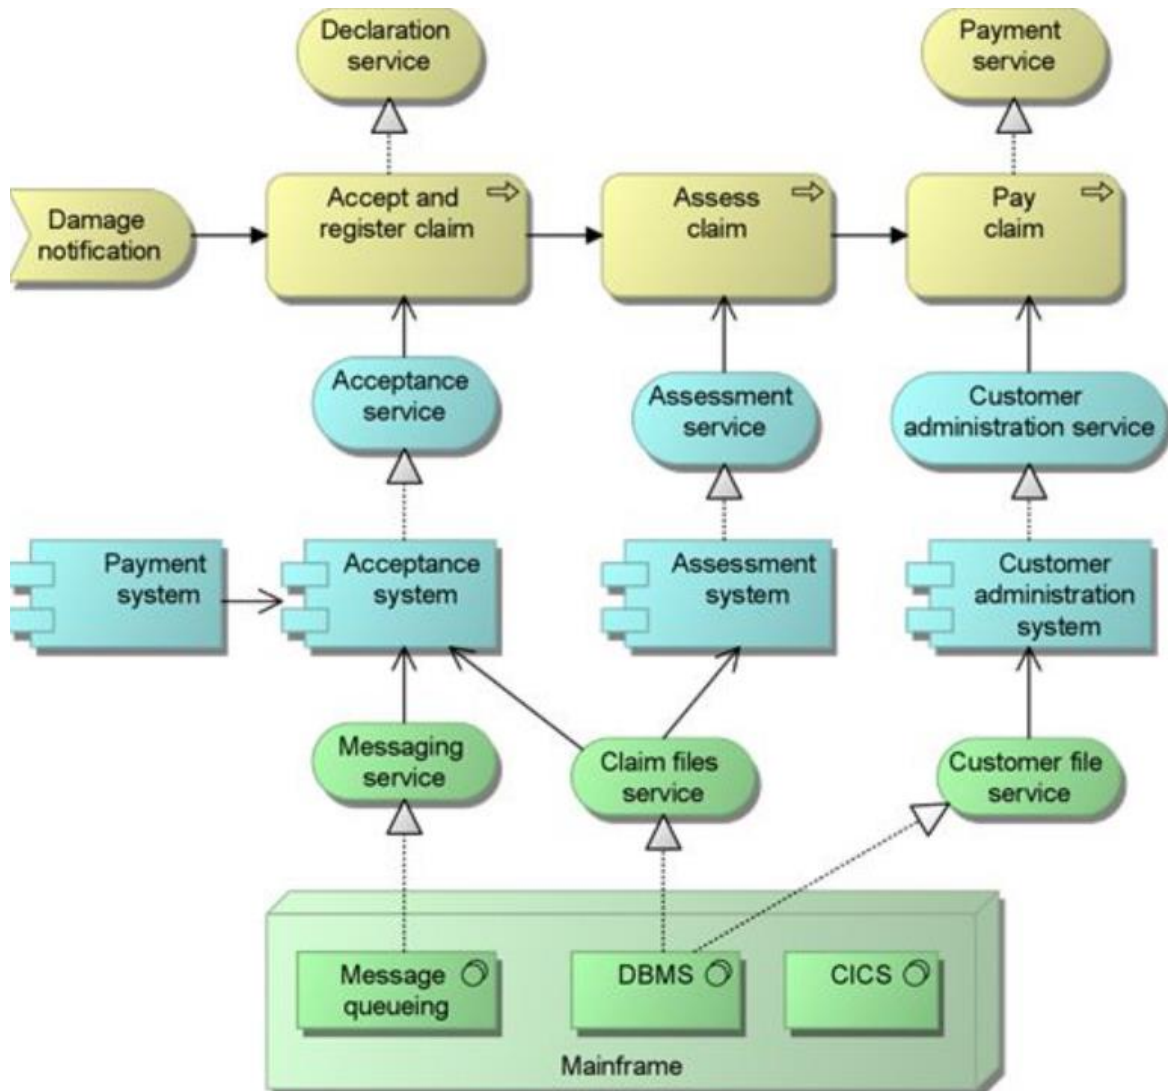 Declaration
service
Payment
service
Damage
notification
Accept and
register claim
Assess
claim
Pay
claim
Acceptance
service
Assessment
service
Customer
administration service
Payment
system
Acceptance
system
Assessment
system
Customer
administration
system
Messaging
service
Claim files
service
Customer file
service
Message
queueing
DBMS
CICS
Mainframe